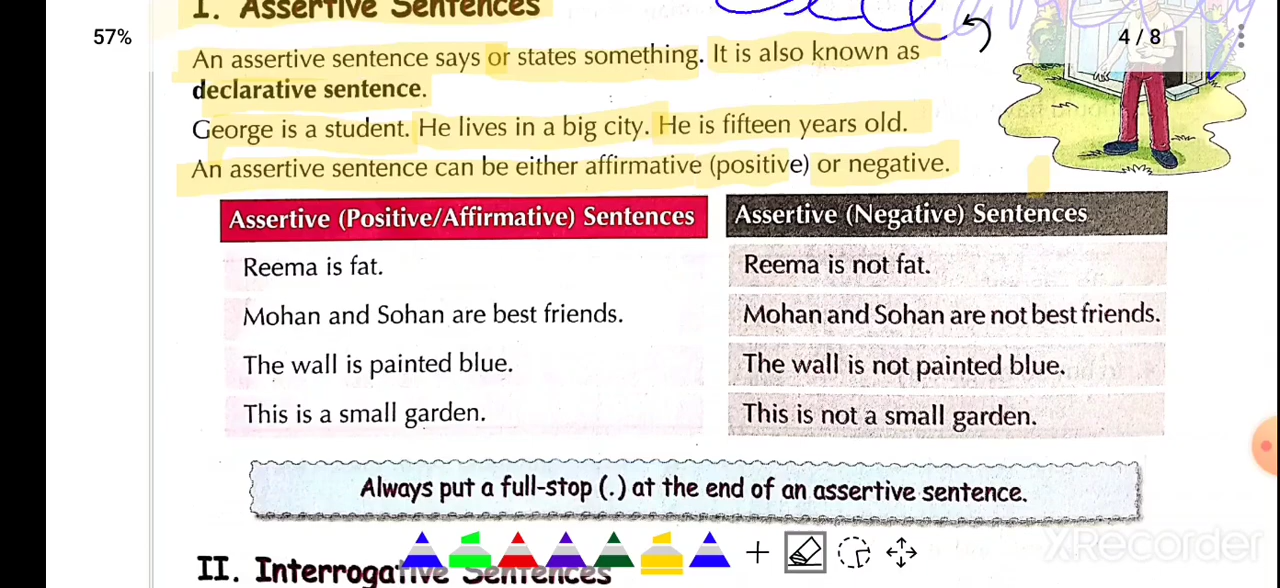 I. Assertive Sentences
57%
4 / 8
An assertive sentence says or states something. It is also known as
declarative sentence.
George is a student. He lives in a big city. He is fifteen years old.
An assertive sentence can be either affirmative (positive) or negative.
Assertive (Positive/Affirmative) Sentences Assertive (Negative) Sentences
Reema is fat. Reema is not fat.
Mohan and Sohan are best friends. Mohan and Sohan are not best friends.
The wall is painted blue. The wall is not painted blue.
This is a small garden. This is not a small garden.
Always put a full-stop (.) at the end of an assertive sentence.
XRecorder
II. Interrogative Sentences